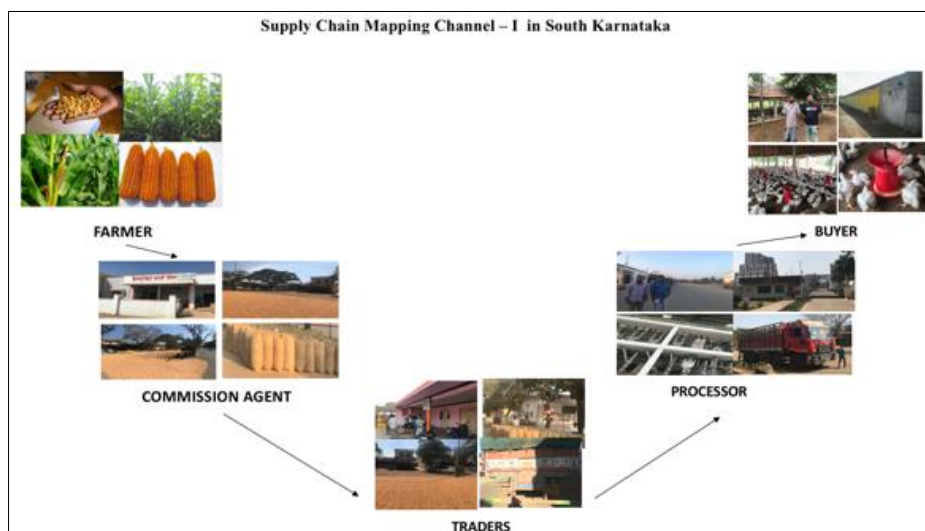 Supply Chain Mapping Channel – I in South Karnataka
FARMER
BUYER
COMMISSION AGENT
PROCESSOR
TRADERS